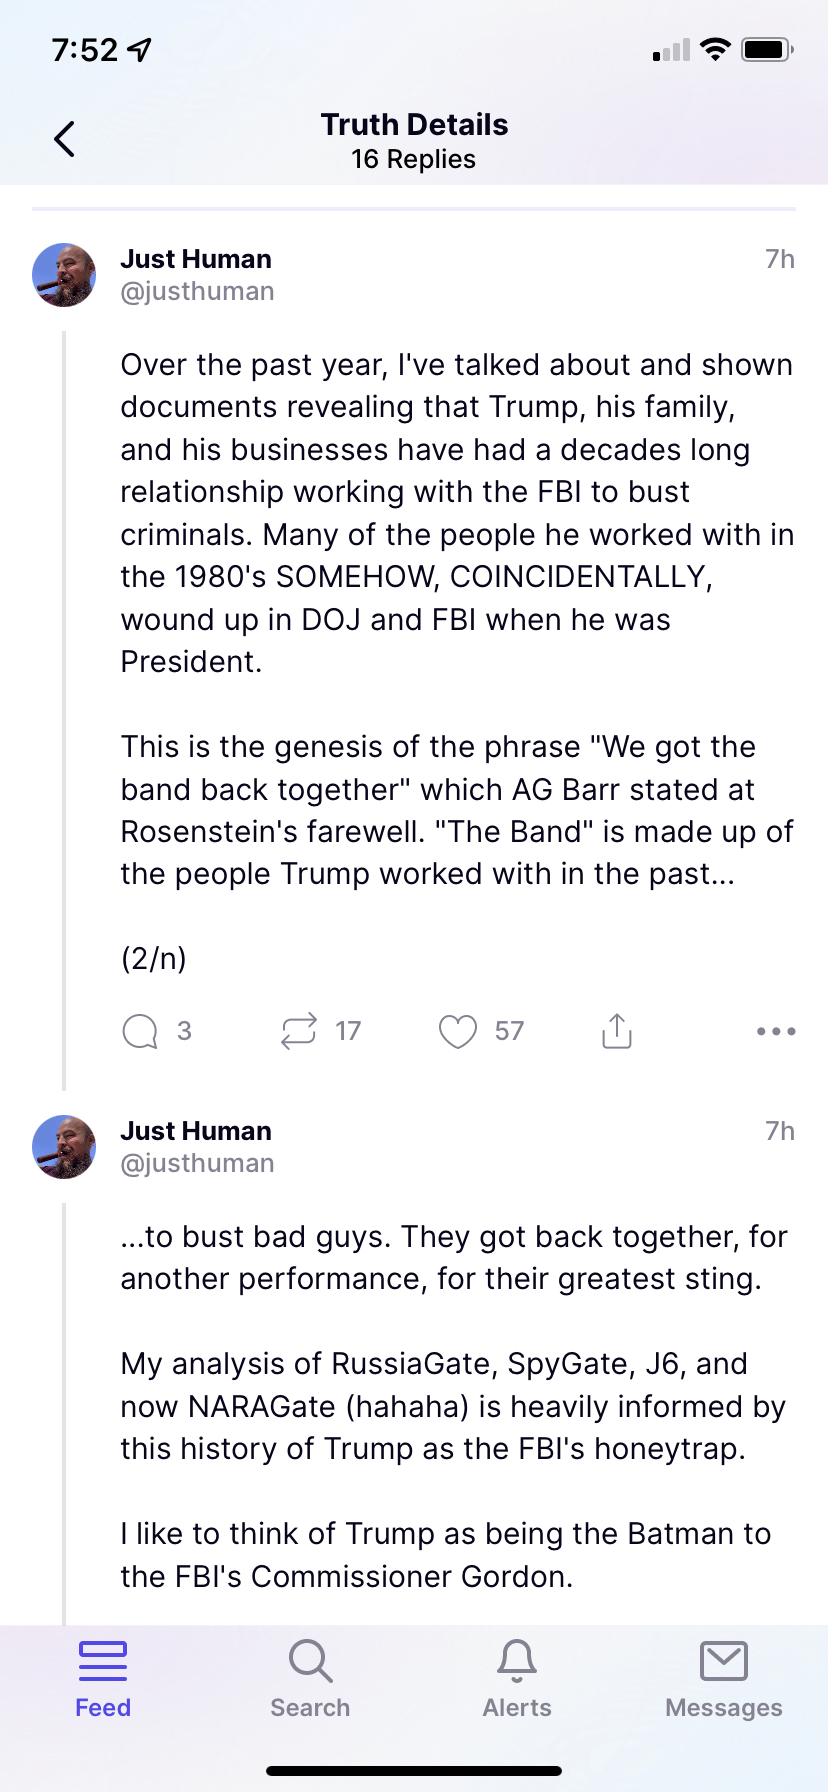 7:52
Truth Details
16 Replies
Just Human
7h
@justhuman
Over the past year, I've talked about and shown
documents revealing that Trump, his family,
and his businesses have had a decades long
relationship working with the FBI to bust
criminals. Many of the people he worked with in
the 1980's SOMEHOW, COINCIDENTALLY,
wound up in DOJ and FBI when he was
President.
This is the genesis of the phrase "We got the
band back together" which AG Barr stated at
Rosenstein's farewell. "The Band" is made up of
the people Trump worked with in the past...
(2/n)
3 17 57
Just Human
7h
@justhuman
...to bust bad guys. They got back together, for
another performance, for their greatest sting.
My analysis of RussiaGate, SpyGate, J6, and
now NARAGate (hahaha) is heavily informed by
this history of Trump as the FBI's honeytrap.
I like to think of Trump as being the Batman to
the FBI's Commissioner Gordon.
Feed Search Alerts Messages